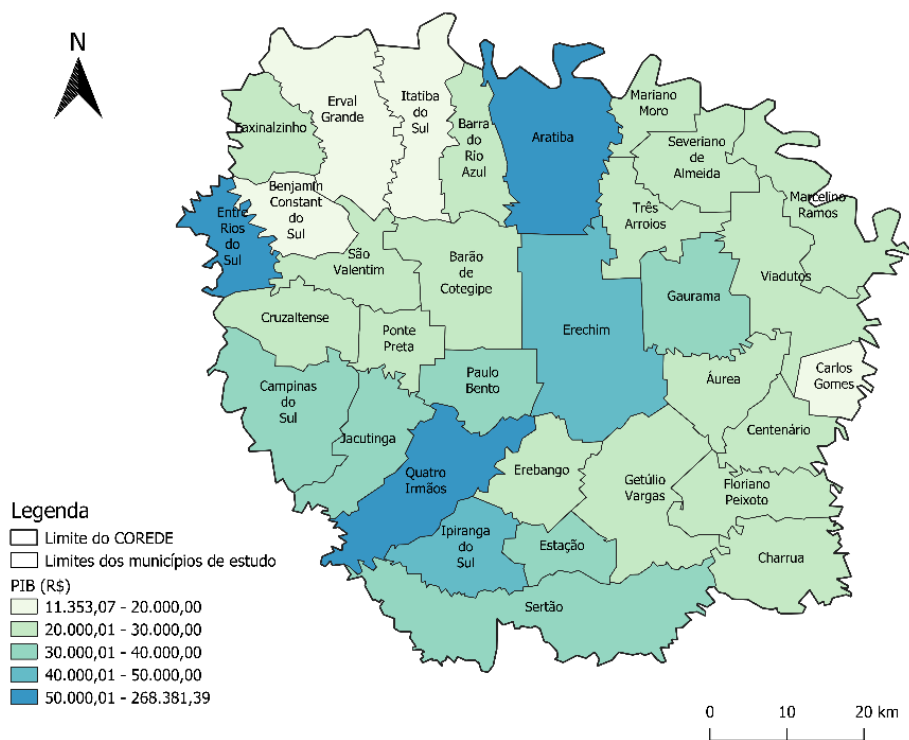 N
Erval
Grande
Itatiba
do
Sul
Barra
do
Rio
Azul
Aratiba
Mariano
Moro
Severiano
de
Almeida
Faxinalzinho
Benjamin
Constant do
Sul
Entre
Rios
do
Sul
São
Valentim
Barão
de
Cotegipe
Três
Arroios
Marcelino
Ramos
Viadutos
Gaurama
Erechim
Cruzaltense
Ponte
Preta
Paulo
Bento
Campinas
do
Sul
Jacutinga
Quatro
Irmãos
Áurea
Carlos
Gomes
Centenário
Erebango
Getúlio
Vargas
Floriano
Peixoto
Ipiranga
do
Sul
Estação
Charrua
Sertão
Legenda
Limite do COREDE
Limites dos municípios de estudo
PIB (R$)
11.353,07 - 20.000,00
20.000,01 - 30.000,00
30.000,01 - 40.000,00
40.000,01 - 50.000,00
50.000,01 - 268.381,39
0 10 20 km